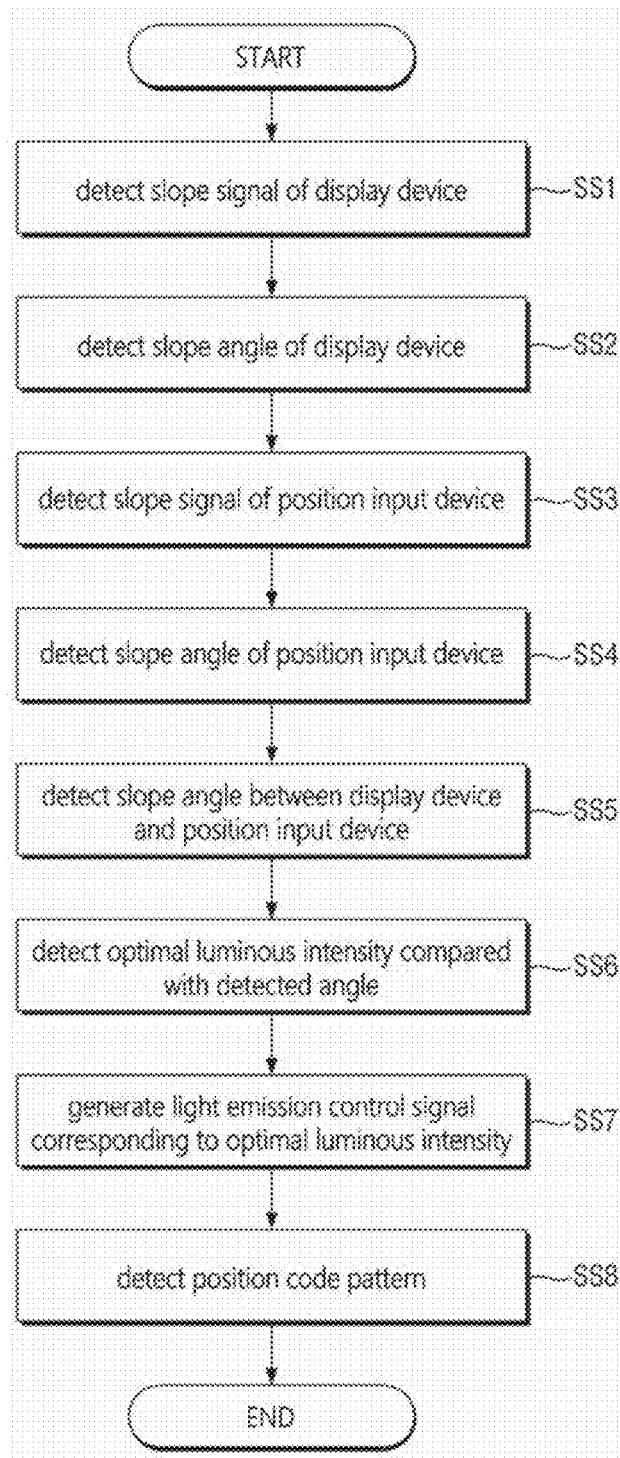 START
detect slope signal of display device
SS1
detect slope angle of display device
SS2
detect slope signal of position input device
SS3
detect slope angle of position input device
SS4
detect slope angle between display device
and position input device
SS5
detect optimal luminous intensity compared
with detected angle
SS6
generate light emission control signal
corresponding to optimal luminous intensity
SS7
detect position code pattern
SS8
END